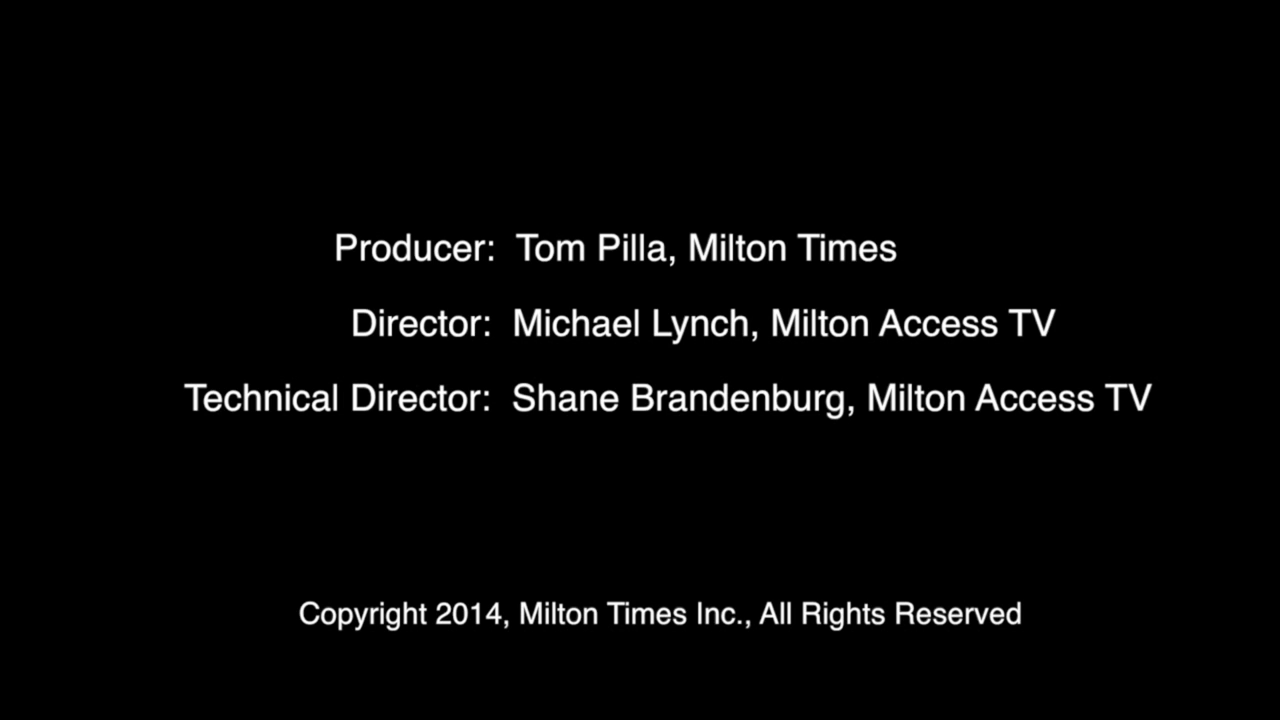 Producer: Tom Pilla, Milton Times
Director: Michael Lynch, Milton Access TV
Technical Director: Shane Brandenburg, Milton Access TV
Copyright 2014, Milton Times Inc., All Rights Reserved